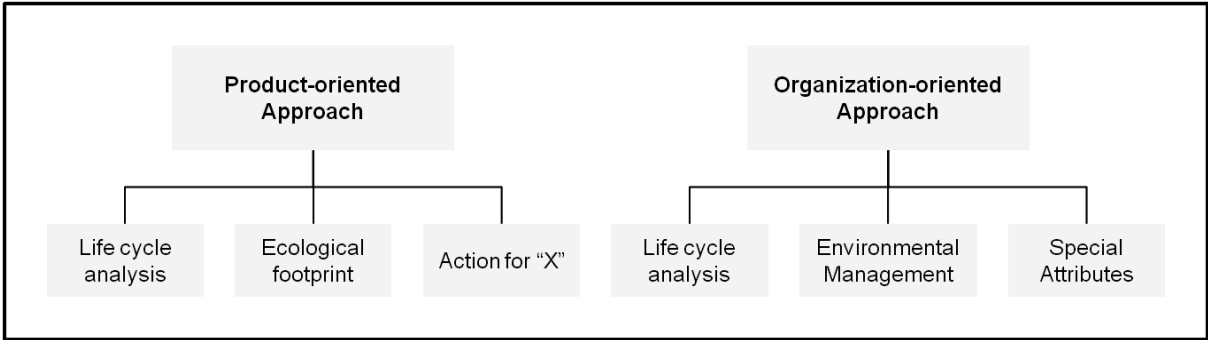 Product-oriented
Approach
Organization-oriented
Approach
Life cycle
analysis
Ecological
footprint
Action for “X”
Life cycle
analysis
Environmental
Management
Special
Attributes